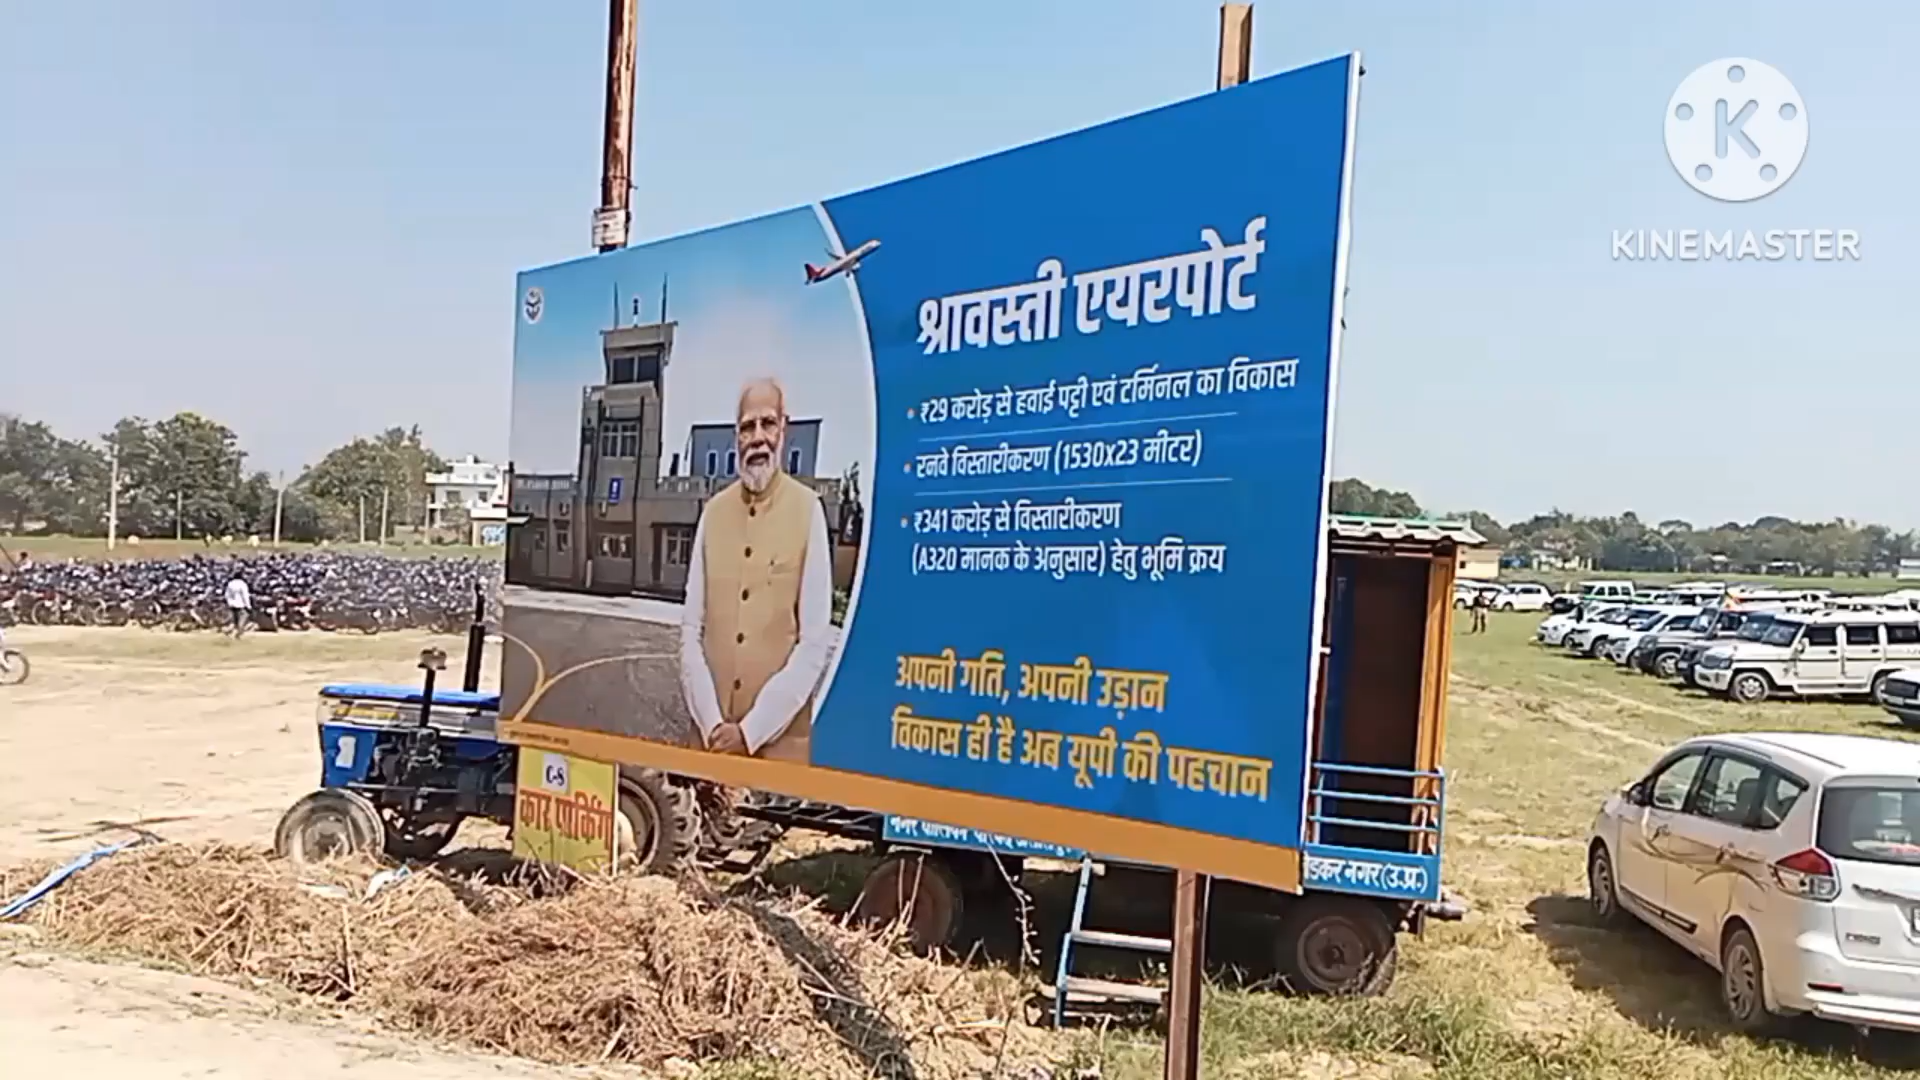 K
KINEMASTER
श्रावस्ती एयरपोर्ट
• ₹29 करोड़ से हवाई पट्टी एवं टर्मिनल का विकास
• रनवे विस्तारीकरण (1530x23 मीटर)
• ₹341 करोड़ से विस्तारीकरण
(A320 मानक के अनुसार) हेतु भूमि क्रय
अपनी गति, अपनी उड़ान
विकास ही है अब यूपी की पहचान
C-8
कार पार्किंग
नगर (उ.प्र.)